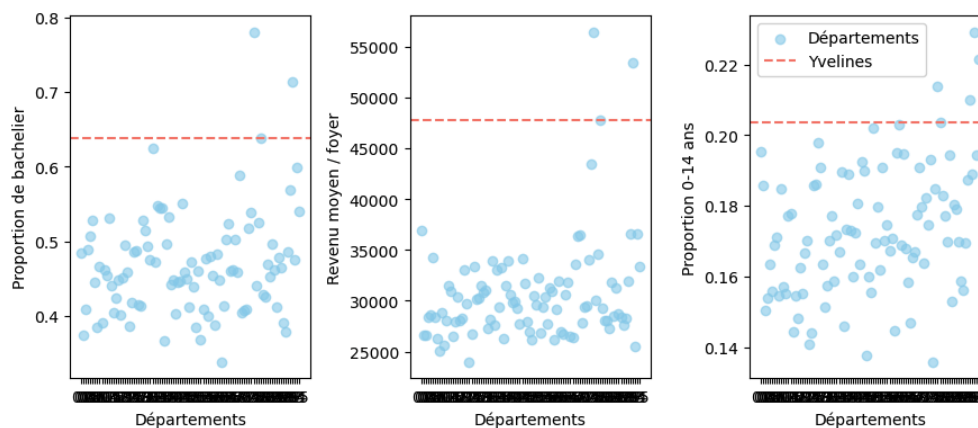 Proportion de bachelier
0.8
0.7
0.6
0.5
0.4
Départements
Revenu moyen / foyer
55000
50000
45000
40000
35000
30000
25000
Départements
Proportion 0-14 ans
0.22
0.20
0.18
0.16
0.14
Départements
Départements
Yvelines